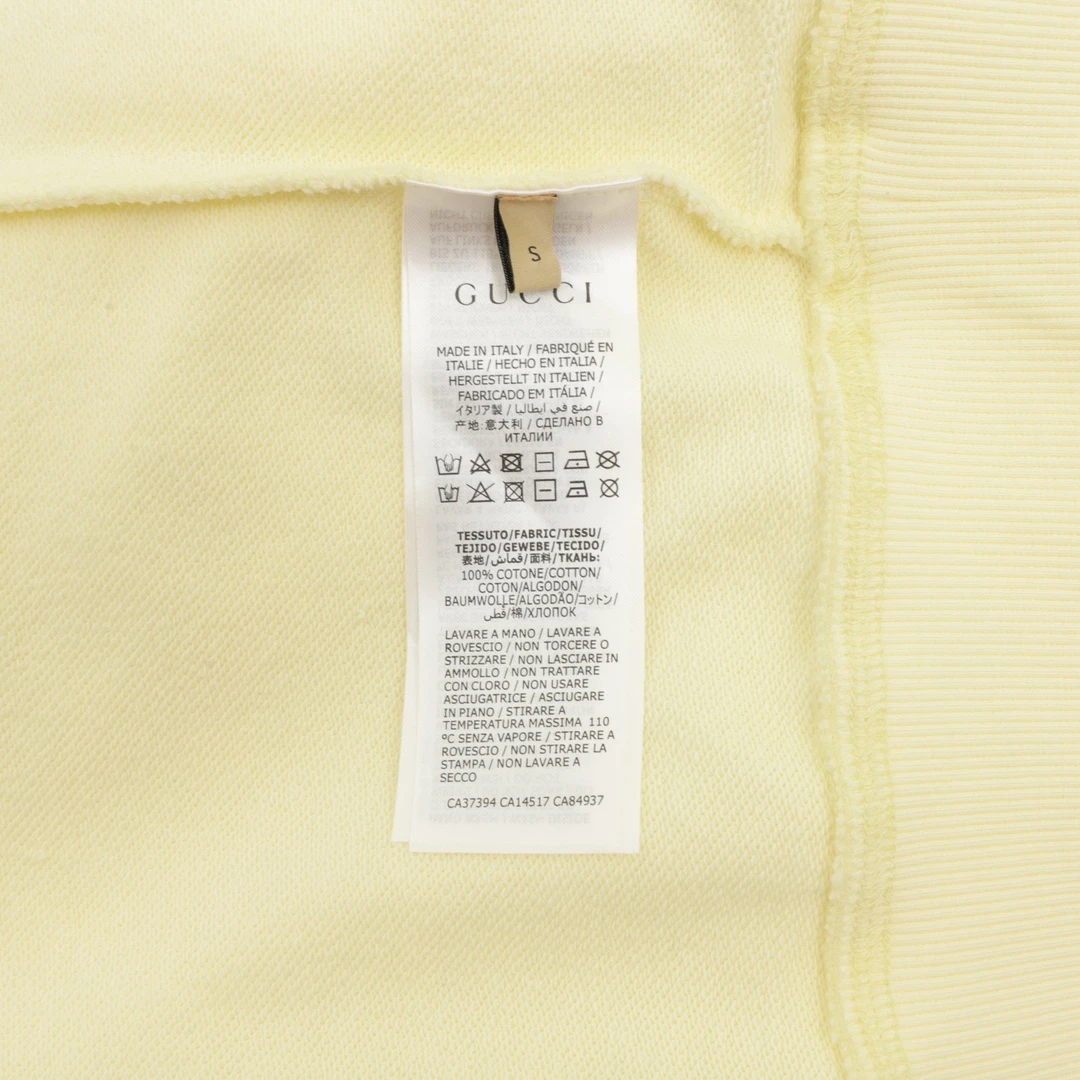 S
GUCCI
MADE IN ITALY / FABRIQUÉ EN
ITALIE / HECHO EN ITALIA /
HERGESTELLT IN ITALIEN /
FABRICADO EM ITÁLIA /
イタリア製 / صنع في ايطاليا /
产地:意大利 / СДЕЛАНО В
ИТАЛИИ
TESSUTO/FABRIC/TISSU/
TEJIDO/GEWEBE/TECIDO/
表地/قماش/面料/ТКАНЬ:
100% COTONE/COTTON/
COTON/ALGODON/
BAUMWOLLE/ALGODÃO/コットン/
قطن/棉/ХЛОПОК
LAVARE A MANO / LAVARE A
ROVESCIO / NON TORCERE O
STRIZZARE / NON LASCIARE IN
AMMOLLO / NON TRATTARE
CON CLORO / NON USARE
ASCIUGATRICE / ASCIUGARE
IN PIANO / STIRARE A
TEMPERATURA MASSIMA 110
ºC SENZA VAPORE / STIRARE A
ROVESCIO / NON STIRARE LA
STAMPA / NON LAVARE A
SECCO
CA37394 CA14517 CA84937